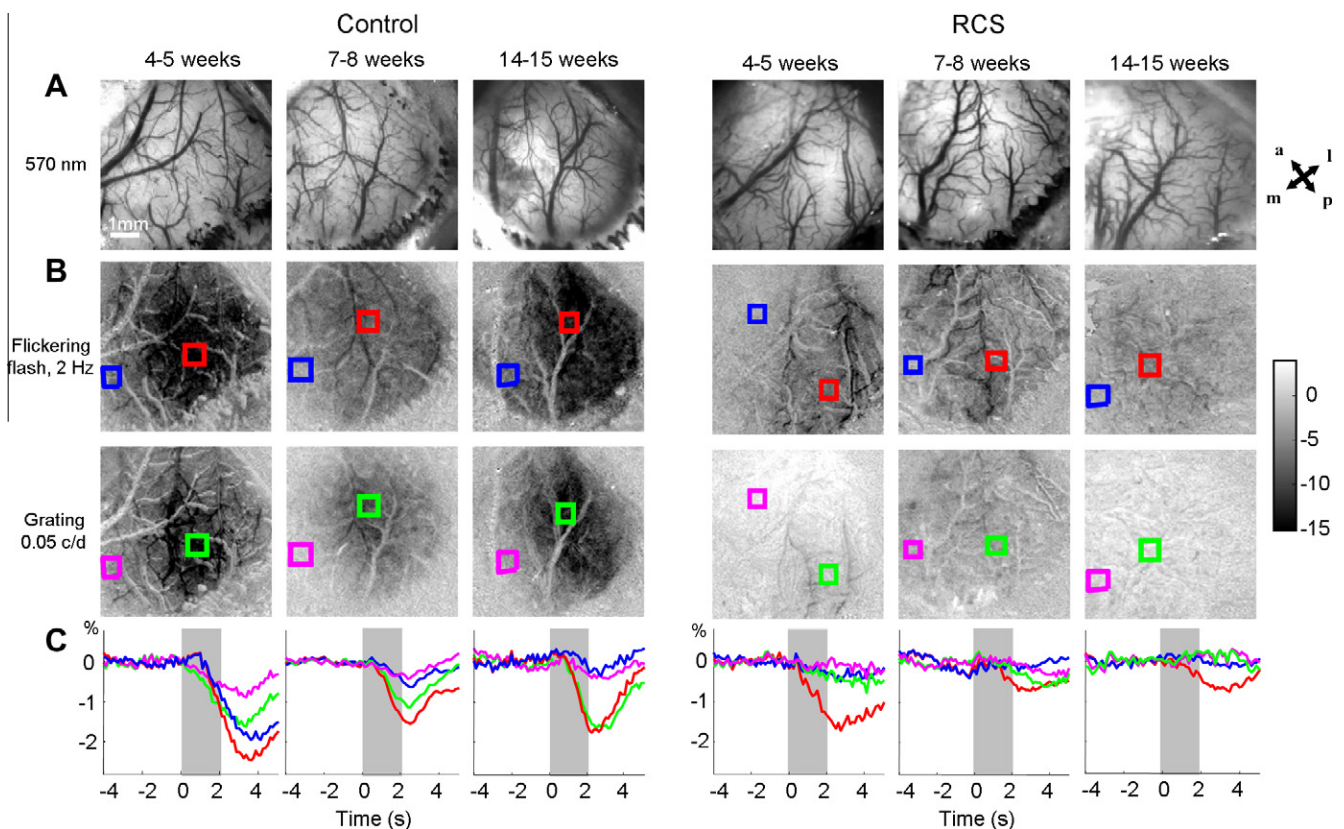 Control RCS
4-5 weeks 7-8 weeks 14-15 weeks 4-5 weeks 7-8 weeks 14-15 weeks
A
570 nm
1mm
a l
m p
B
Flickering
flash, 2 Hz
0
-5
-10
-15
Grating
0.05 c/d
C
% %
0 0
-1 -1
-2 -2
-4 -2 0 2 4 -4 -2 0 2 4 -4 -2 0 2 4 -4 -2 0 2 4 -4 -2 0 2 4 -4 -2 0 2 4
Time (s) Time (s)